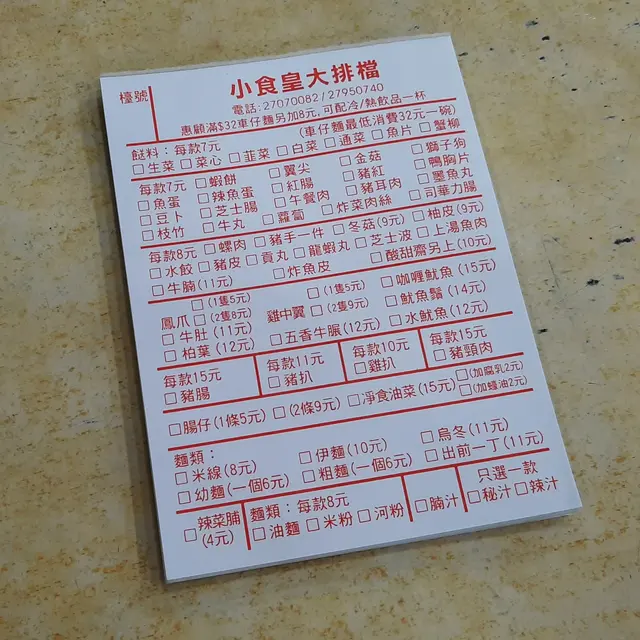 檯號
小食皇大排檔
電話:27070082/27950740
惠顧滿$32車仔麵另加8元,可配冷/熱飲品一杯
(車仔麵最低消費32元一碗)
餸料:每款7元
□生菜 □菜心 □韮菜 □白菜 □通菜 □魚片 □蟹柳
每款7元 □蝦餅 □翼尖 □金菇 □獅子狗
□魚蛋 □辣魚蛋 □紅腸 □豬紅 □鴨胸片
□豆卜 □芝士腸 □午餐肉 □豬耳肉 □墨魚丸
□枝竹 □牛丸 □蘿蔔 □炸菜肉絲 □司華力腸
每款8元 □螺肉 □豬手一件 □冬菇(9元) □柚皮(9元)
□水餃 □豬皮 □貢丸 □龍蝦丸 □芝士波 □上湯魚肉
□牛腩(11元) □炸魚皮 □酸甜齋另上(10元)
鳳爪 □(1隻5元) □(2隻8元) 雞中翼 □(1隻5元) □(2隻9元) □咖喱魷魚(15元)
□魷魚鬚(14元)
□牛肚(11元) □五香牛𦟌(12元) □水魷魚(12元)
□柏葉(12元)
每款15元 每款11元 每款10元 每款15元
□豬腸 □豬扒 □雞扒 □豬頸肉
□腸仔(1條5元) □(2條9元) □淨食油菜(15元) □(加腐乳2元) □(加蠔油2元)
麵類:
□米線(8元) □伊麵(10元) □烏冬(11元)
□幼麵(一個6元) □粗麵(一個6元) □出前一丁(11元)
□辣菜脯(4元) 麵類:每款8元 □油麵 □米粉 □河粉 □腩汁 只選一款 □秘汁 □辣汁